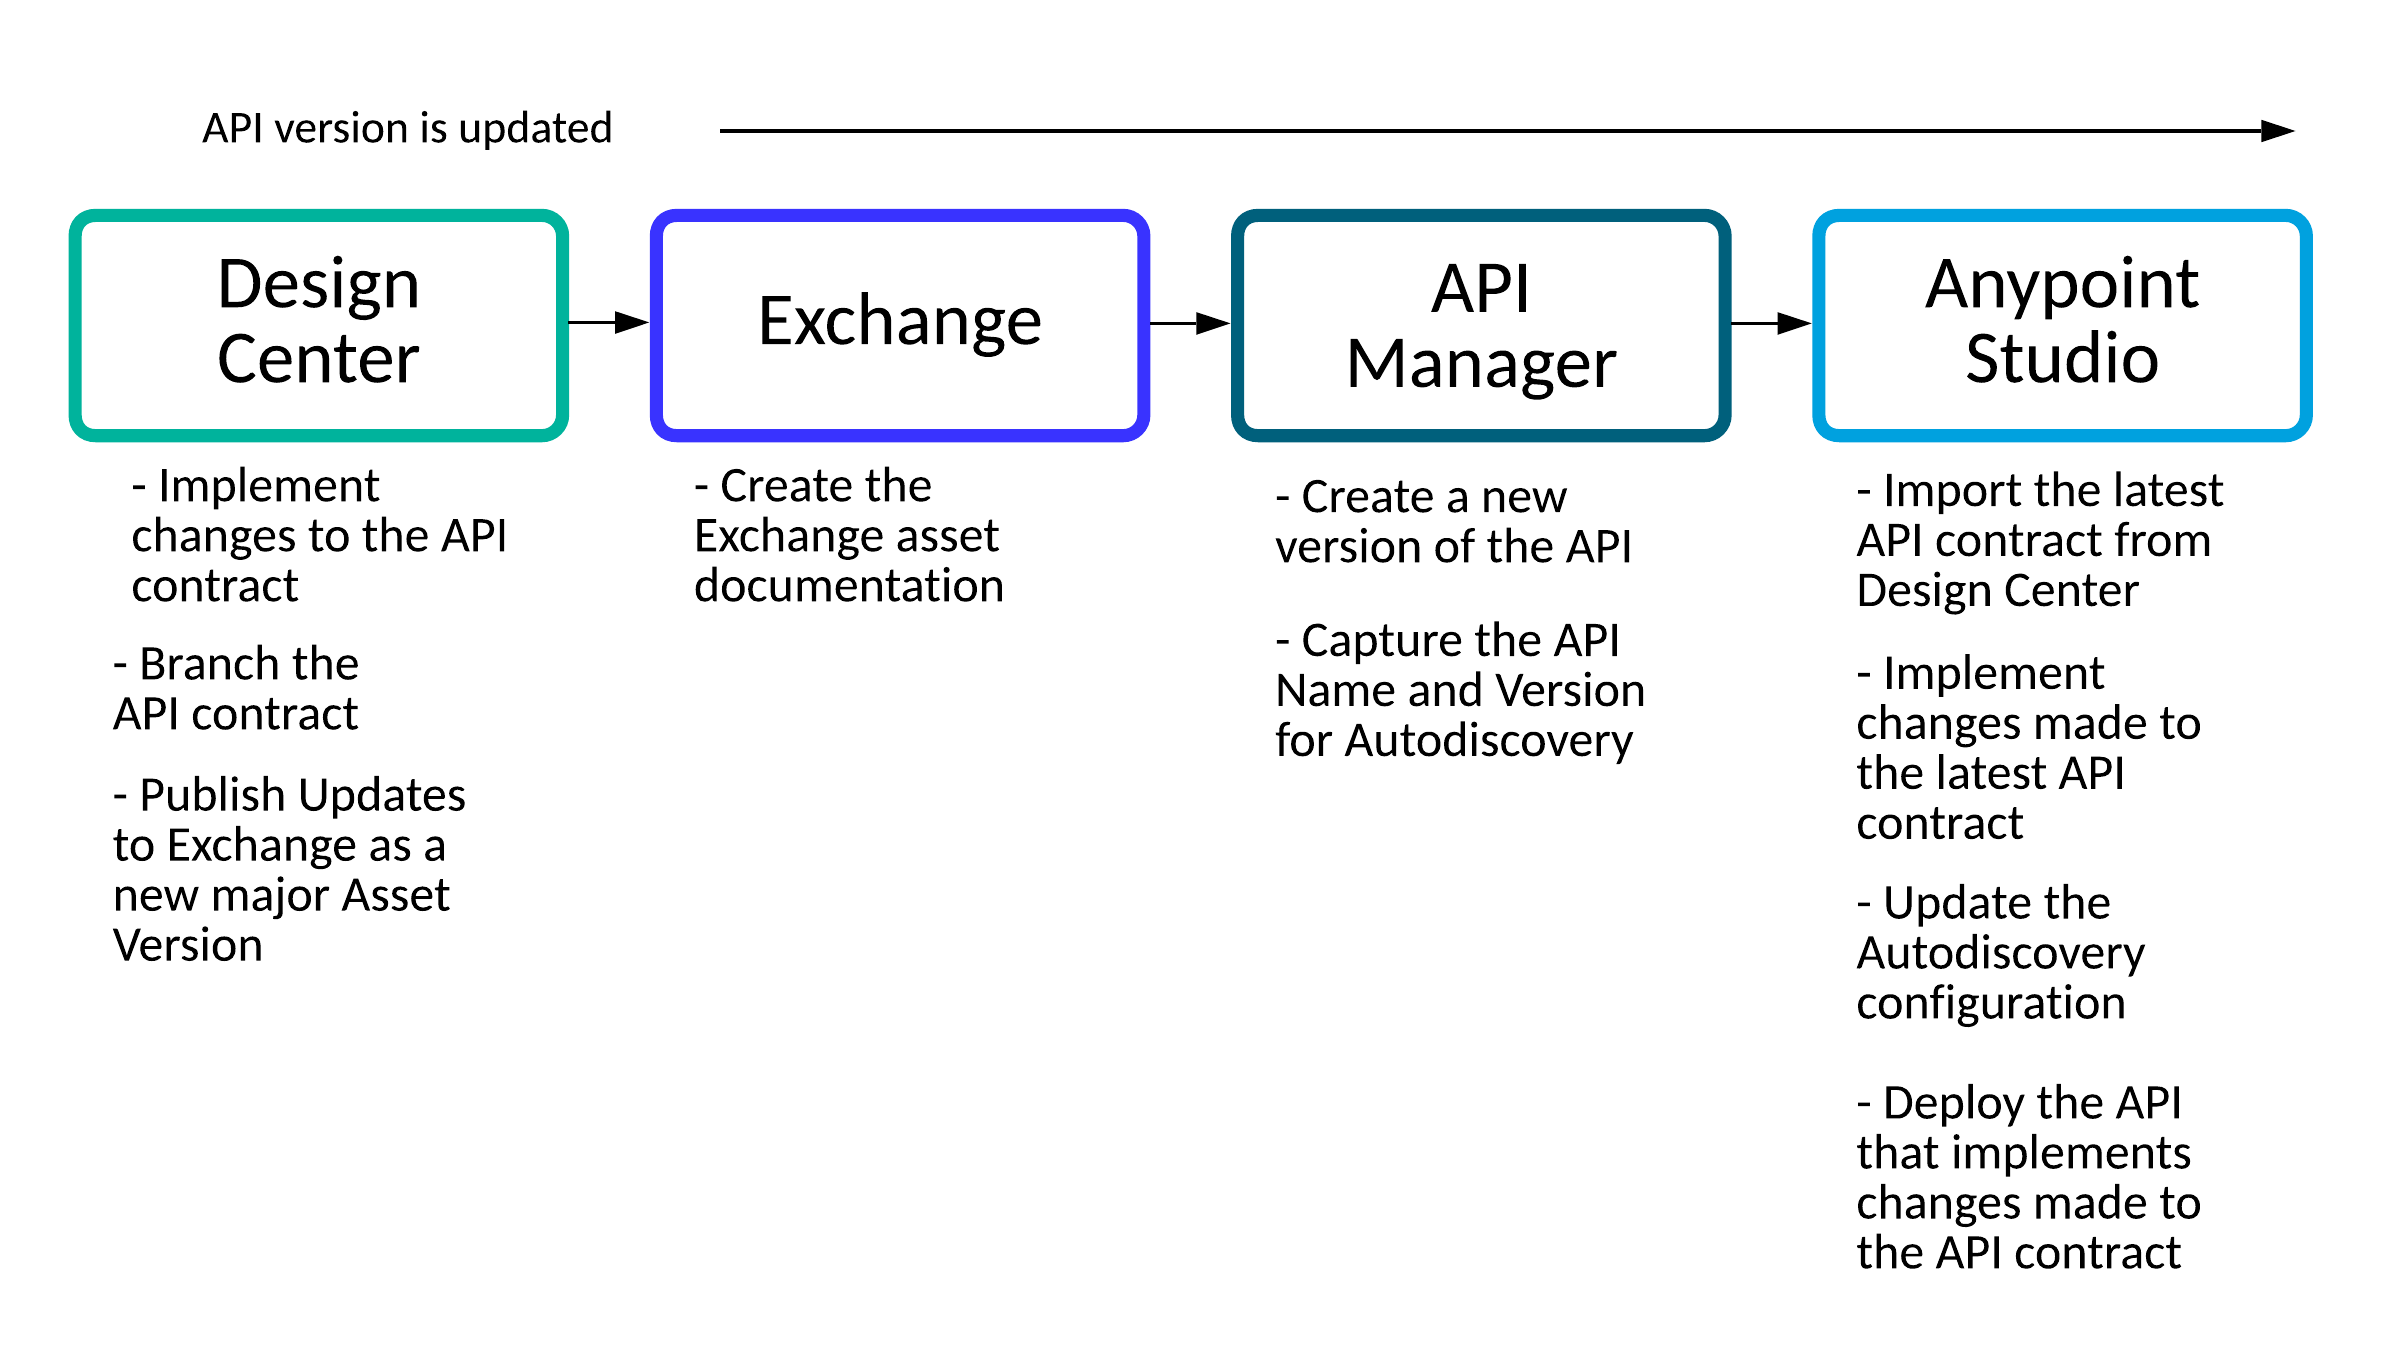 API version is updated
Design
Center
Exchange
API
Manager
Anypoint
Studio
- Implement
changes to the API
contract
- Branch the
API contract
- Publish Updates
to Exchange as a
new major Asset
Version
- Create the
Exchange asset
documentation
- Create a new
version of the API
- Capture the API
Name and Version
for Autodiscovery
- Import the latest
API contract from
Design Center
- Implement
changes made to
the latest API
contract
- Update the
Autodiscovery
configuration
- Deploy the API
that implements
changes made to
the API contract